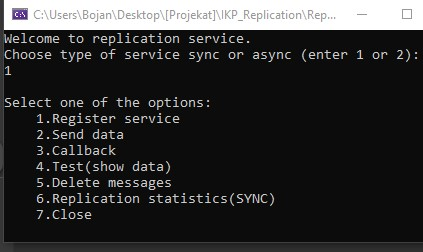 C:\Users\Bojan\Desktop\[Projekat]\IKP_Replication\Rep...
Welcome to replication service.
Choose type of service sync or async (enter 1 or 2):
1
Select one of the options:
1.Register service
2.Send data
3.Callback
4.Test(show data)
5.Delete messages
6.Replication statistics(SYNC)
7.Close